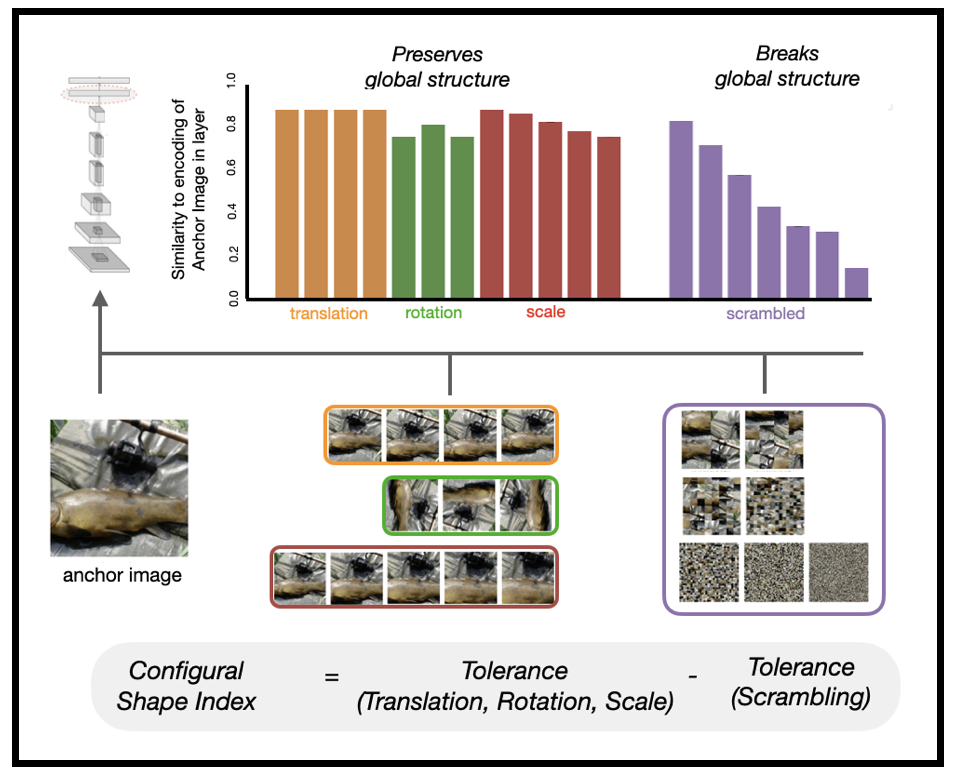 Preserves
global structure
Breaks
global structure
Similarity to encoding of
Anchor Image in layer
1.0
0.8
0.6
0.4
0.2
0.0
translation
rotation
scale
scrambled
anchor image
Configural
Shape Index
=
Tolerance
(Translation, Rotation, Scale)
-
Tolerance
(Scrambling)